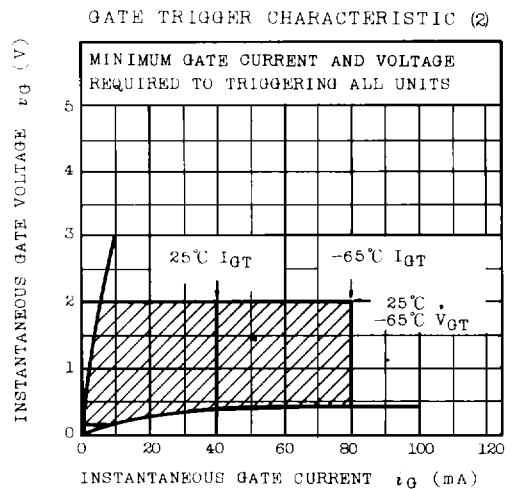 GATE TRIGGER CHARACTERISTIC (2)
MINIMUM GATE CURRENT AND VOLTAGE
REQUIRED TO TRIGGERING ALL UNITS
INSTANTANEOUS GATE VOLTAGE vG (V)
5
4
3
2
1
0
25℃ IGT
-65℃ IGT
25℃ ,
-65℃ VGT
0 20 40 60 80 100 120
INSTANTANEOUS GATE CURRENT iG (mA)